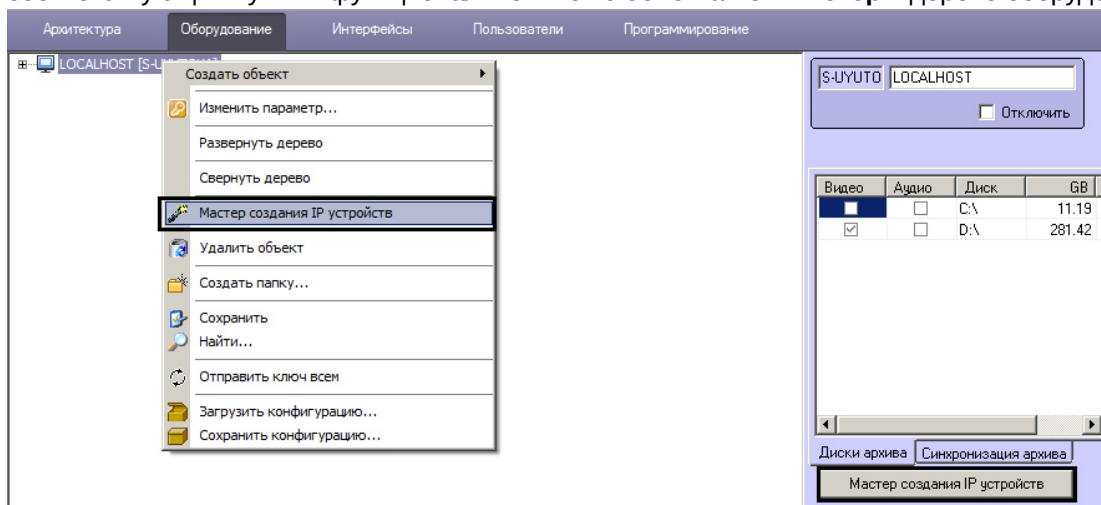 Архитектура Оборудование Интерфейсы Пользователи Программирование
LOCALHOST
Создать объект
Изменить параметр...
Развернуть дерево
Свернуть дерево
Мастер создания IP устройств
Удалить объект
Создать папку...
Сохранить
Найти...
Отправить ключ всем
Загрузить конфигурацию...
Сохранить конфигурацию...
S-UYUTO LOCALHOST
Отключить
Видео Аудио Диск GB
C:\ 11.19
D:\ 281.42
Диски архива Синхронизация архива
Мастер создания IP устройств